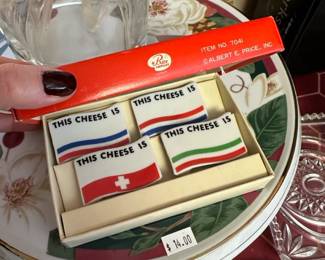 ITEM NO. 7041
©ALBERT E. PRICE, INC
THIS CHEESE IS
THIS CHEESE IS
THIS CHEESE IS
THIS CHEESE IS
$ 14.00